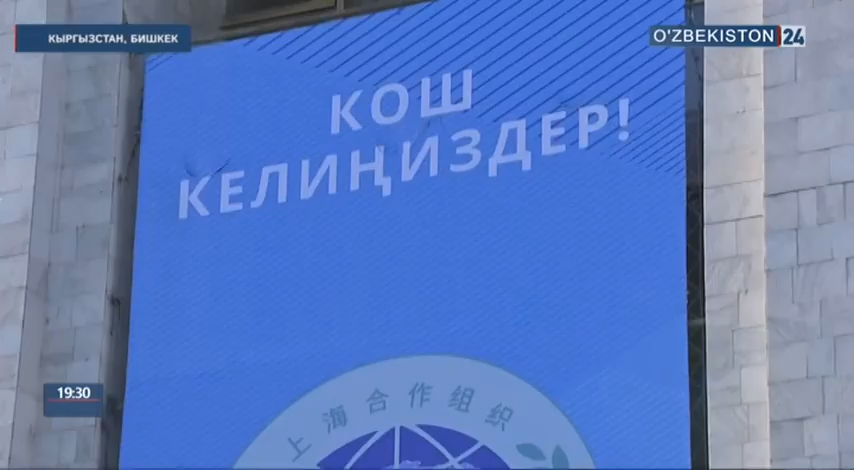 КЫРГЫЗСТАН, БИШКЕК
O'ZBEKISTON 24
КОШ
КЕЛИҢИЗДЕР!
19:30
上海合作组织